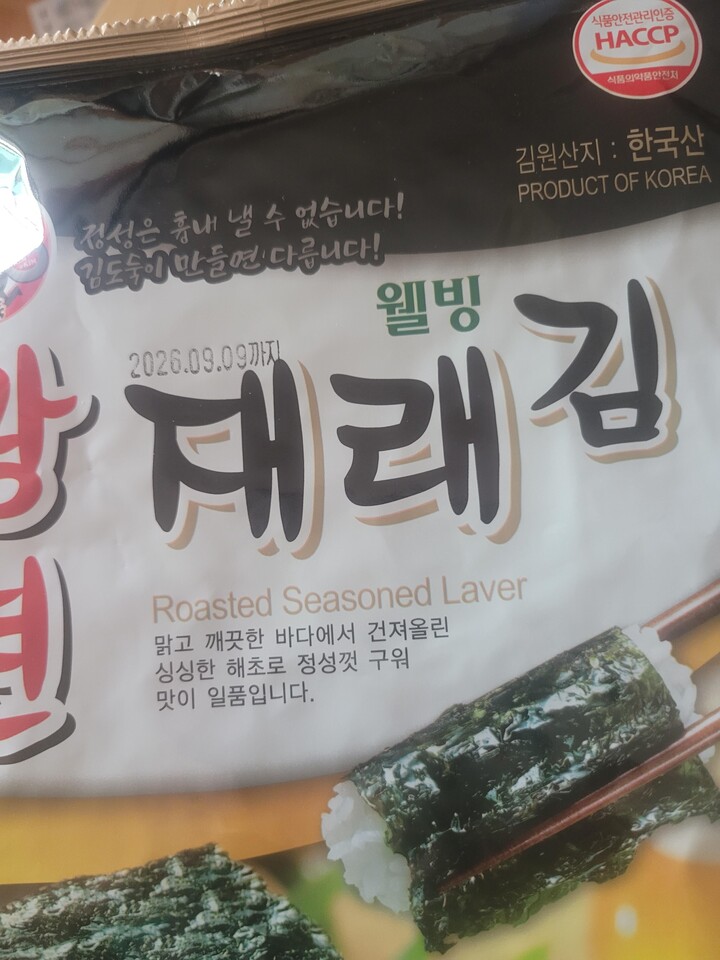 식품안전관리인증
HACCP
식품의약품안전처
김원산지 : 한국산
PRODUCT OF KOREA
정성은 흉내 낼 수 없습니다!
김도숙이 만들면 다릅니다!
웰빙
2026.09.09까지
재래김
Roasted Seasoned Laver
맑고 깨끗한 바다에서 건져올린
싱싱한 해초로 정성껏 구워
맛이 일품입니다.